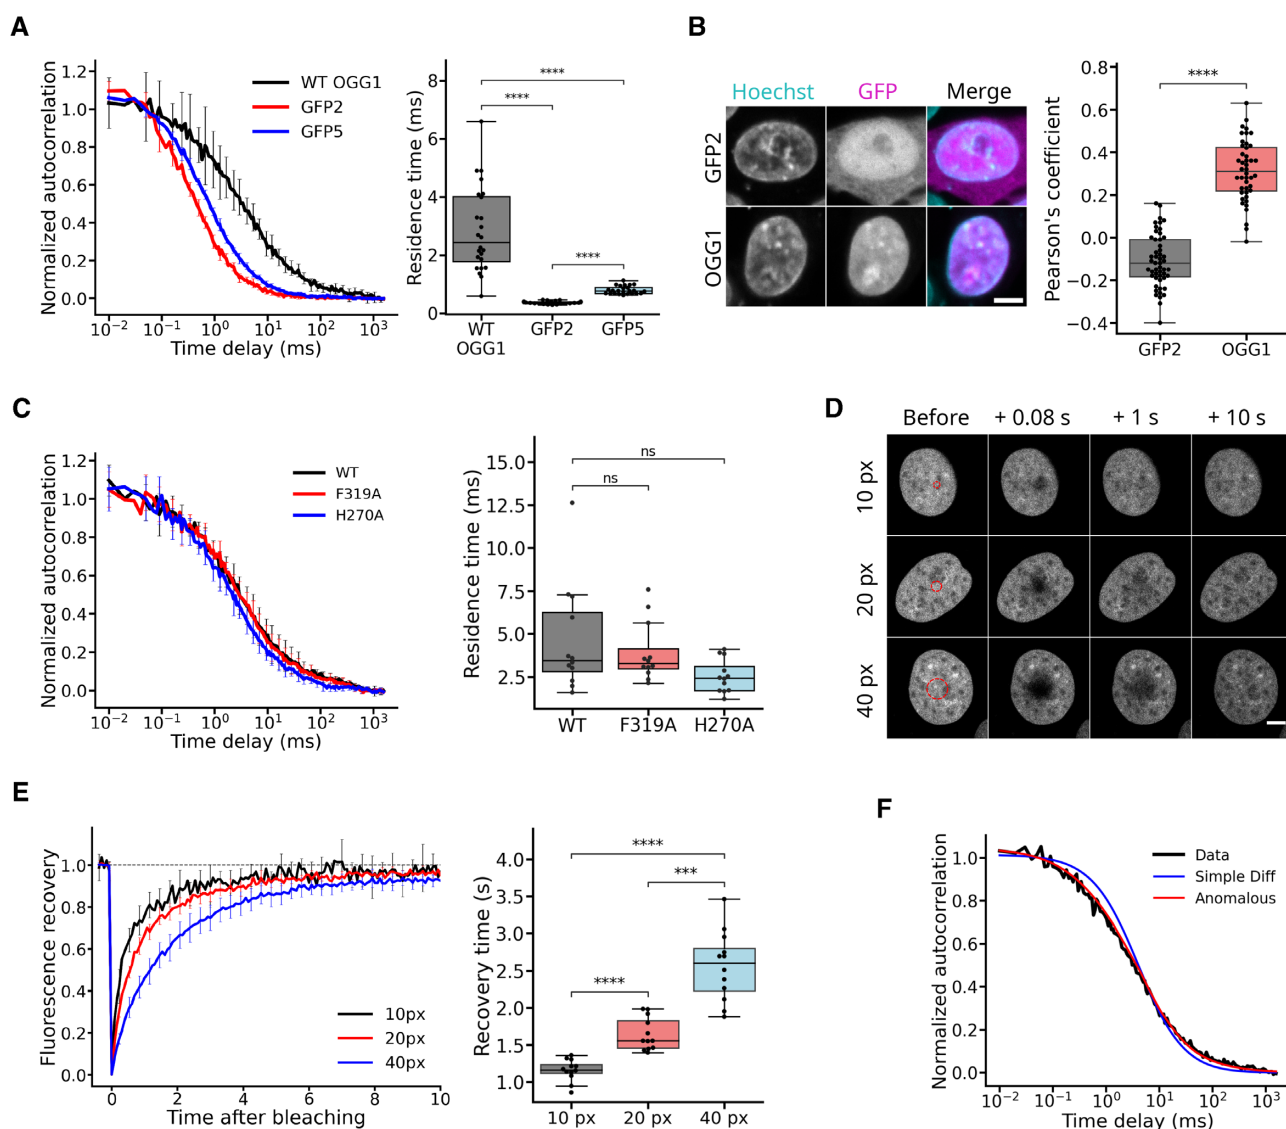 A
Normalized autocorrelation
1.2
1.0
0.8
0.6
0.4
0.2
0.0
10⁻² 10⁻¹ 10⁰ 10¹ 10² 10³
Time delay (ms)
WT OGG1
GFP2
GFP5
Residence time (ms)
8
6
4
2
0
****
****
****
WT OGG1
GFP2
GFP5
B
Hoechst GFP Merge
GFP2
OGG1
Pearson's coefficient
0.8
0.6
0.4
0.2
0.0
−0.2
−0.4
****
GFP2 OGG1
C
Normalized autocorrelation
1.2
1.0
0.8
0.6
0.4
0.2
0.0
10⁻² 10⁻¹ 10⁰ 10¹ 10² 10³
Time delay (ms)
WT
F319A
H270A
Residence time (ms)
15.0
12.5
10.0
7.5
5.0
2.5
ns
ns
WT F319A H270A
D
Before + 0.08 s + 1 s + 10 s
10 px
20 px
40 px
E
Fluorescence recovery
1.0
0.8
0.6
0.4
0.2
0.0
0 2 4 6 8 10
Time after bleaching
10px
20px
40px
Recovery time (s)
4.0
3.5
3.0
2.5
2.0
1.5
1.0
****
***
****
10 px 20 px 40 px
F
Normalized autocorrelation
1.0
0.8
0.6
0.4
0.2
0.0
10⁻² 10⁻¹ 10⁰ 10¹ 10² 10³
Time delay (ms)
Data
Simple Diff
Anomalous